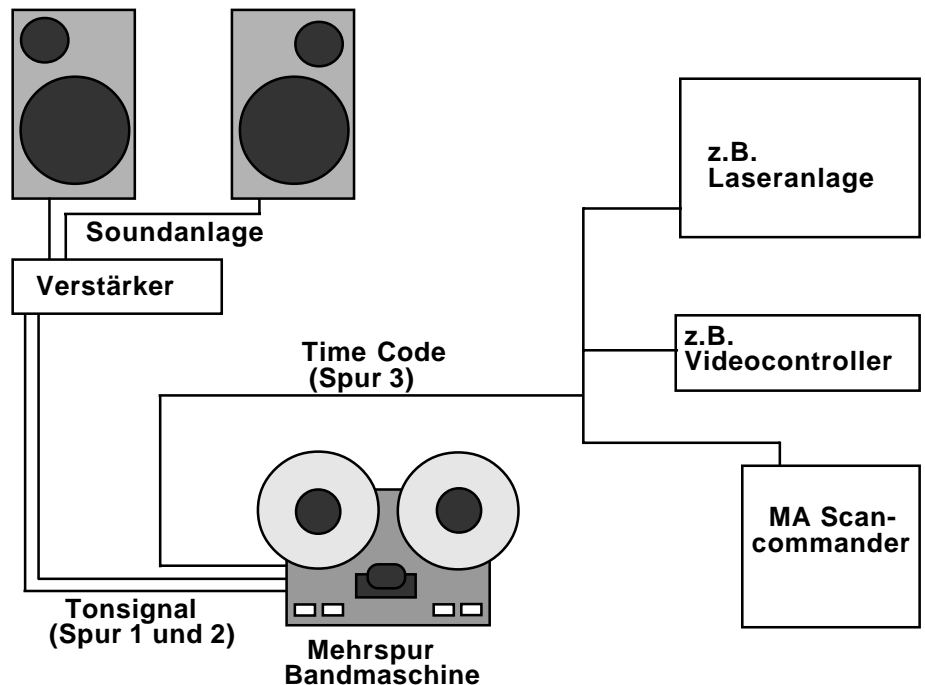 z.B.
Laseranlage
Soundanlage
Verstärker
z.B.
Videocontroller
Time Code
(Spur 3)
MA Scan-
commander
Tonsignal
(Spur 1 und 2)
Mehrspur
Bandmaschine